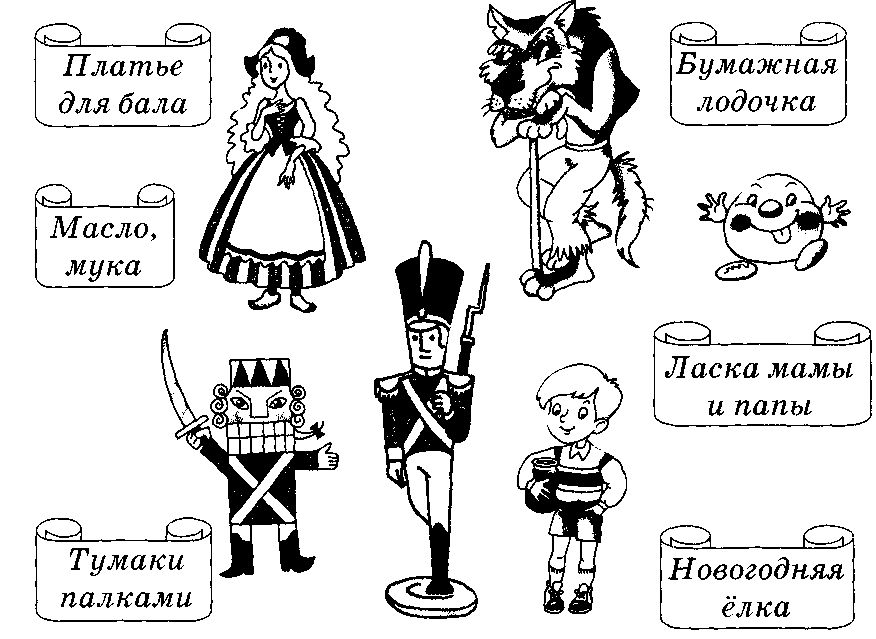 Платье
для бала
Бумажная
лодочка
Масло,
мука
Ласка мамы
и папы
Тумаки
палками
Новогодняя
ёлка